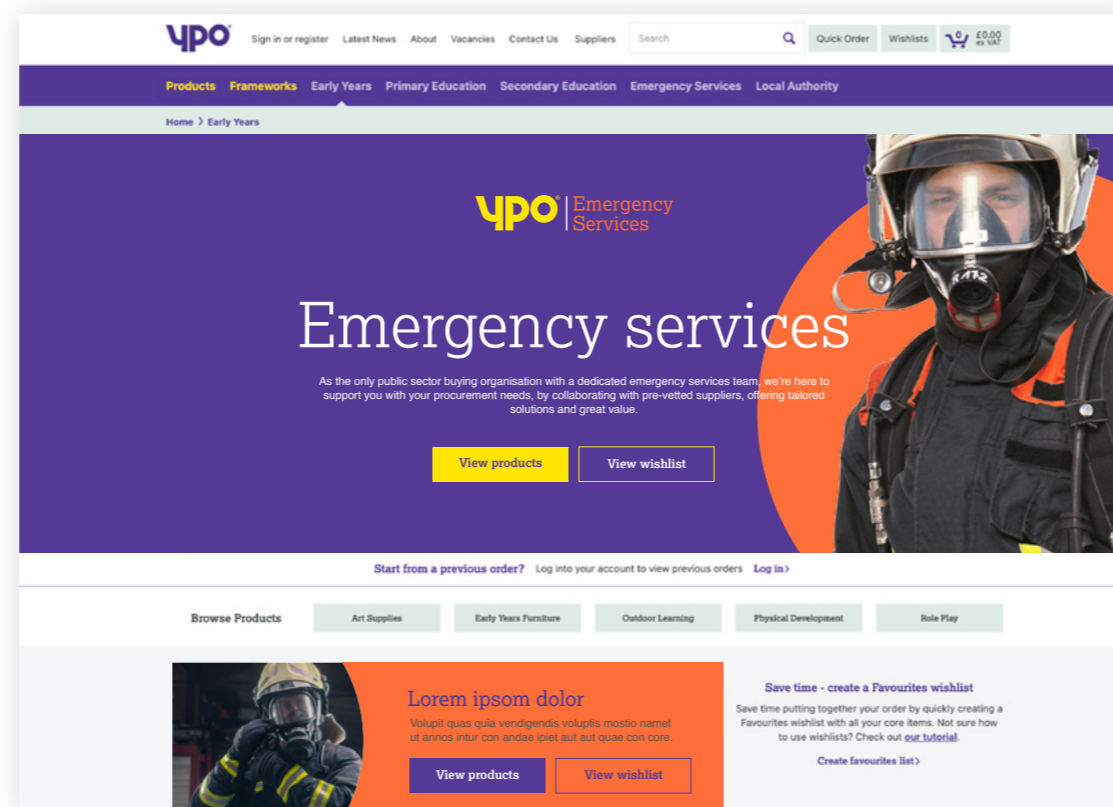 ypo
Sign in or register Latest News About Vacancies Contact Us Suppliers Search Quick Order Wishlists 0 £0.00
ex VAT
Products Frameworks Early Years Primary Education Secondary Education Emergency Services Local Authority
Home > Early Years
ypo Emergency
Services
R172
Emergency services
As the only public sector buying organisation with a dedicated emergency services team, we're here to
support you with your procurement needs, by collaborating with pre-vetted suppliers, offering tailored
solutions and great value.
View products View wishlist
Start from a previous order? Log into your account to view previous orders Log in>
Browse Products Art Supplies Early Years Furniture Outdoor Learning Physical Development Role Play
Lorem ipsom dolor
Volupit quas quia vendigendis voluptis mostio namet
ut annos intur con andae ipiet aut aut quae con core.
View products View wishlist
Save time - create a Favourites wishlist
Save time putting together your order by quickly creating a
Favourites wishlist with all your core items. Not sure how
to use wishlists? Check out our tutorial.
Create favourites list>